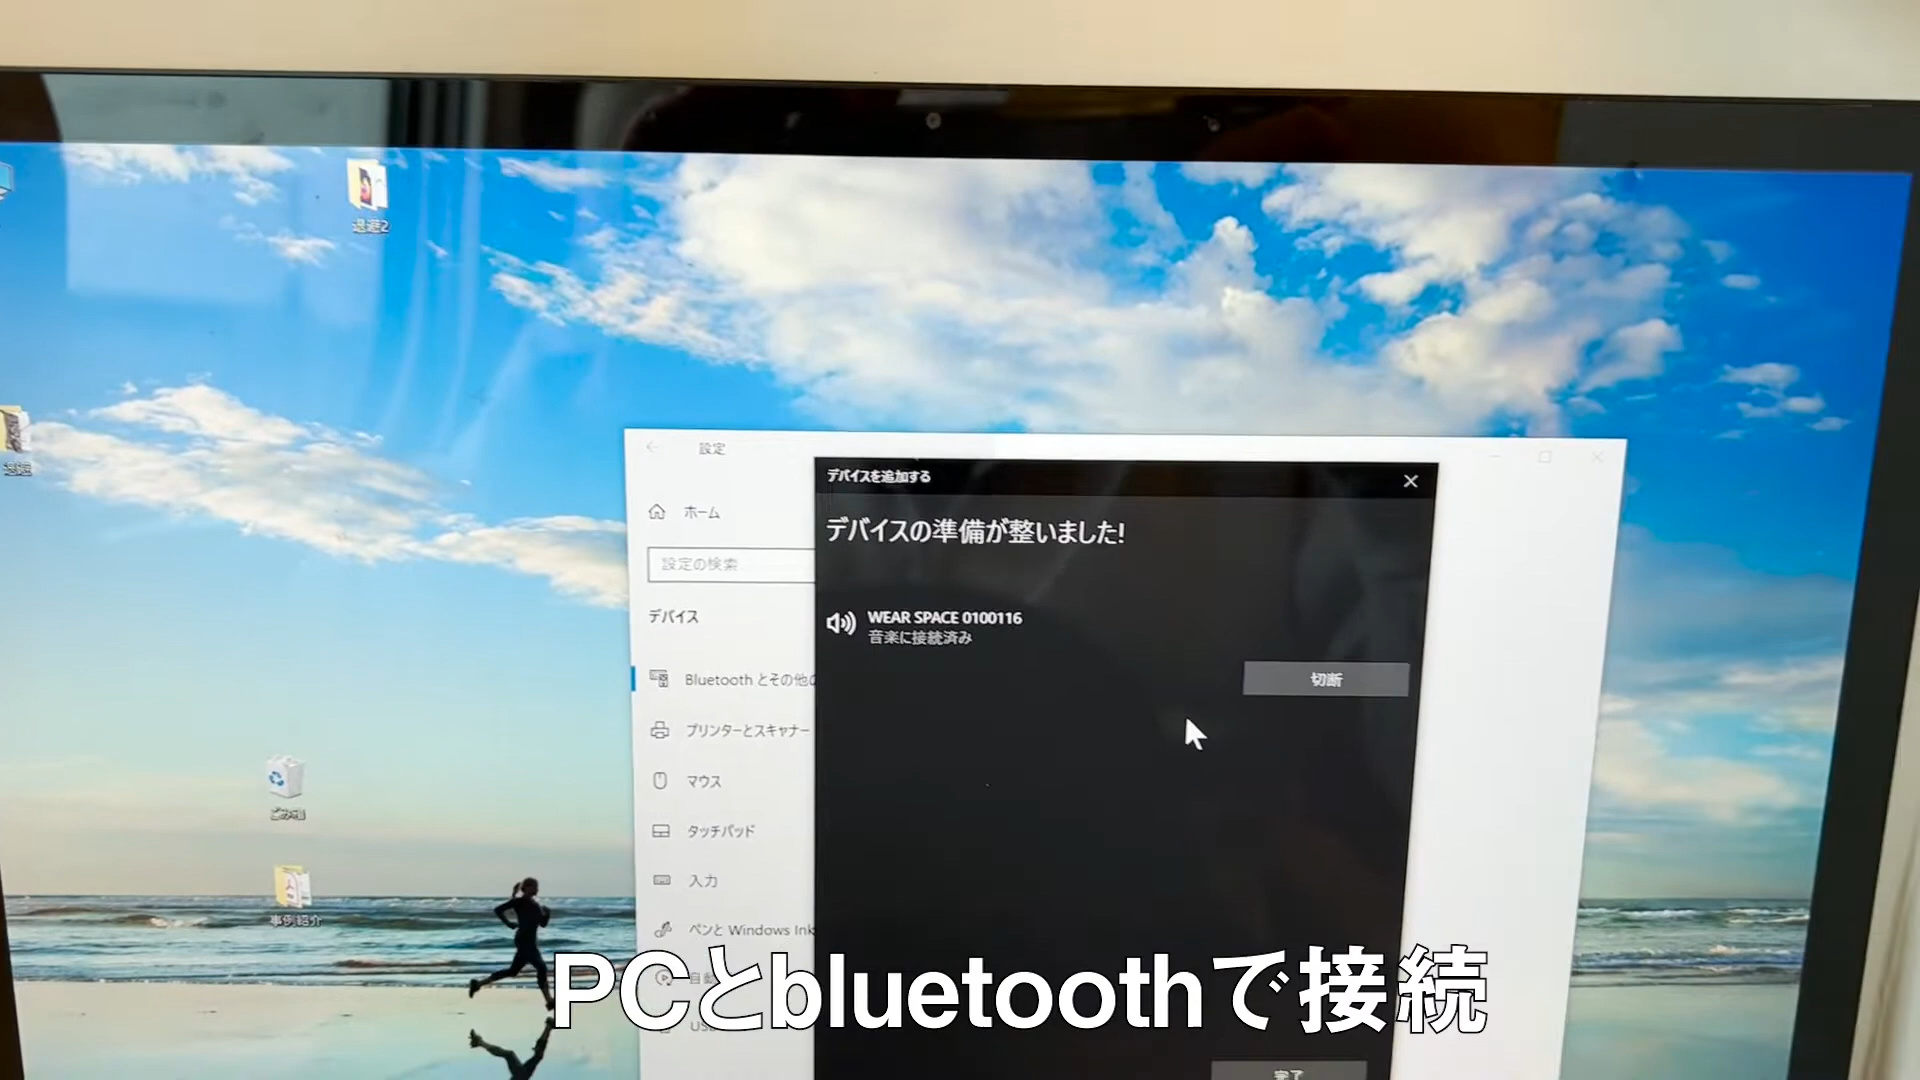 退避2
設定
デバイスを追加する
ホーム
デバイスの準備が整いました!
設定の検索
デバイス
WEAR SPACE 0100116
音楽に接続済み
Bluetooth とその他の
切断
プリンターとスキャナー
マウス
タッチパッド
ごみ箱
入力
事例紹介
ペンと Windows Ink
自動
PCとbluetoothで接続
完了